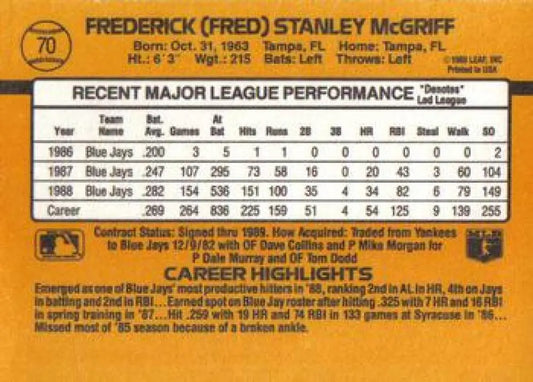 70
FREDERICK (FRED) STANLEY McGRIFF
Born: Oct. 31, 1963 Tampa, FL Home: Tampa, FL
Ht.: 6'3" Wgt.: 215 Bats: Left Throws: Left
© 1988 LEAF, INC
Printed in USA
RECENT MAJOR LEAGUE PERFORMANCE *Denotes*
Led League
Team Bat. At
Year Name Avg. Games Bat Hits Runs 2B 3B HR RBI Steal Walk SO
1986 Blue Jays .200 3 5 1 1 0 0 0 0 0 0 2
1987 Blue Jays .247 107 295 73 58 16 0 20 43 3 60 104
1988 Blue Jays .282 154 536 151 100 35 4 34 82 6 79 149
Career .269 264 836 225 159 51 4 54 125 9 139 255
Contract Status: Signed thru 1989. How Acquired: Traded from Yankees
to Blue Jays 12/9/82 with OF Dave Collins and P Mike Morgan for
P Dale Murray and OF Tom Dodd
CAREER HIGHLIGHTS
Emerged as one of Blue Jays' most productive hitters in '88, ranking 2nd in AL in HR, 4th on Jays
in batting and 2nd in RBI...Earned spot on Blue Jay roster after hitting .325 with 7 HR and 16 RBI
in spring training in '87...Hit .259 with 19 HR and 74 RBI in 133 games at Syracuse in '86...
Missed most of '85 season because of a broken ankle.